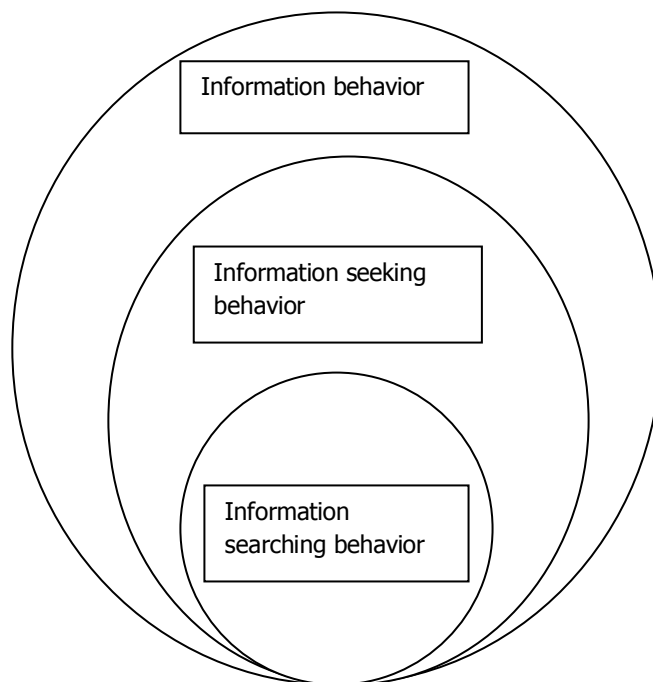 Information behavior
Information seeking
behavior
Information
searching behavior